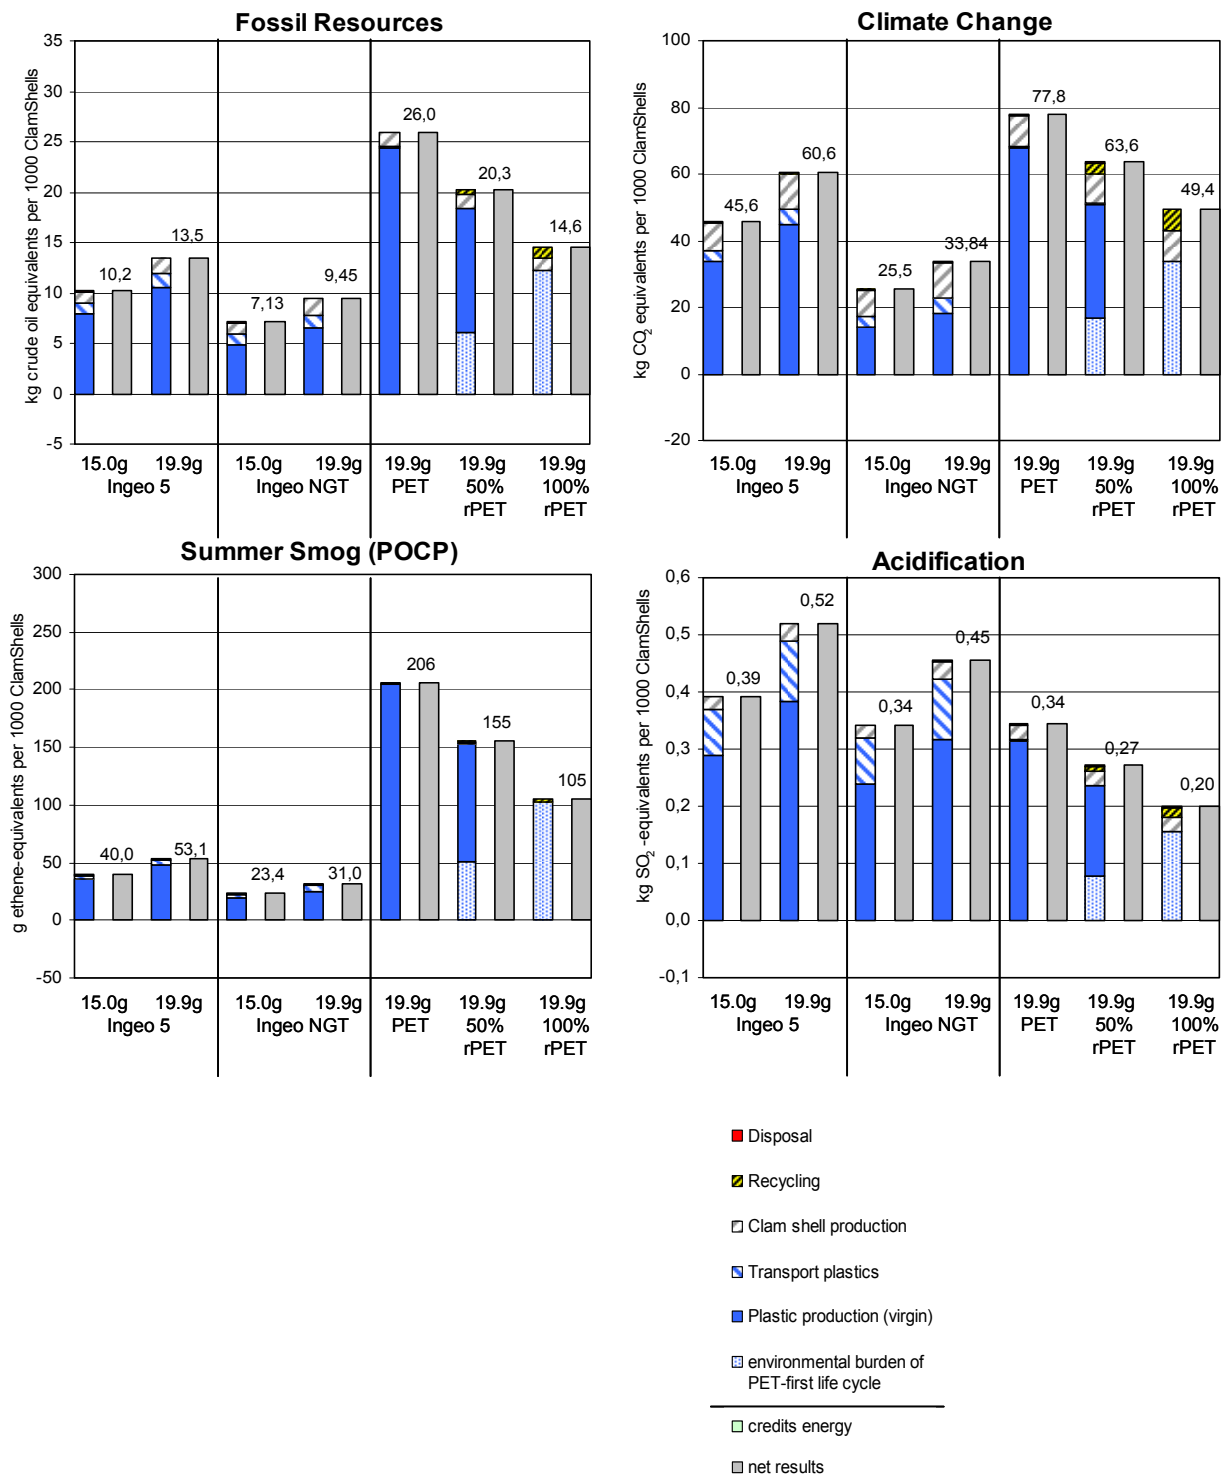 Fossil Resources
35
30
25
20
15
10
5
0
-5
kg crude oil equivalents per 1000 ClamShells
10,2
13,5
7,13
9,45
26,0
20,3
14,6
15.0g 19.9g 15.0g 19.9g 19.9g 19.9g 19.9g
Ingeo 5 Ingeo NGT PET 50% 100%
rPET rPET
Climate Change
100
80
60
40
20
0
-20
kg CO2 equivalents per 1000 ClamShells
45,6
60,6
25,5
33,84
77,8
63,6
49,4
15.0g 19.9g 15.0g 19.9g 19.9g 19.9g 19.9g
Ingeo 5 Ingeo NGT PET 50% 100%
rPET rPET
Summer Smog (POCP)
300
250
200
150
100
50
0
-50
g ethene-equivalents per 1000 ClamShells
40,0
53,1
23,4
31,0
206
155
105
15.0g 19.9g 15.0g 19.9g 19.9g 19.9g 19.9g
Ingeo 5 Ingeo NGT PET 50% 100%
rPET rPET
Acidification
0,6
0,5
0,4
0,3
0,2
0,1
0,0
-0,1
kg SO2 -equivalents per 1000 ClamShells
0,39
0,52
0,34
0,45
0,34
0,27
0,20
15.0g 19.9g 15.0g 19.9g 19.9g 19.9g 19.9g
Ingeo 5 Ingeo NGT PET 50% 100%
rPET rPET
Disposal
Recycling
Clam shell production
Transport plastics
Plastic production (virgin)
environmental burden of
PET-first life cycle
credits energy
net results